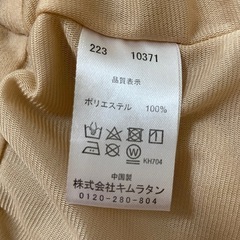 223 10371
品質表示
ポリエステル 100%
KH704
中国製
株式会社キムラタン
0120-280-804